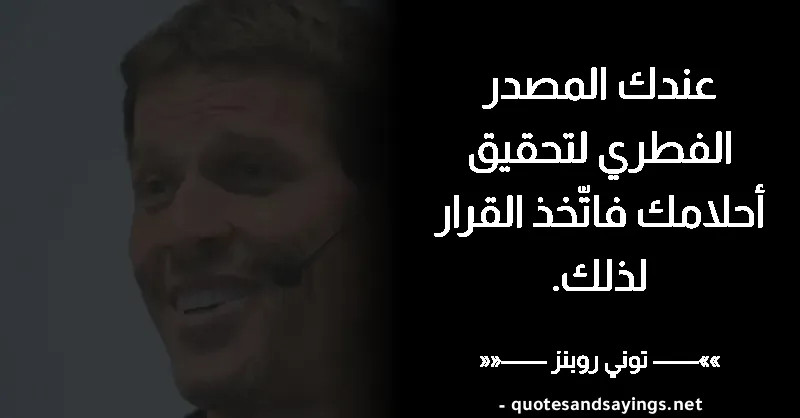 عندك المصدر
الفطري لتحقيق
أحلامك فاتّخذ القرار
لذلك.
»»—— توني روبنز ——««
- quotesandsayings.net